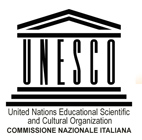 UNESCO
United Nations Educational Scientific
and Cultural Organization
COMMISSIONE NAZIONALE ITALIANA